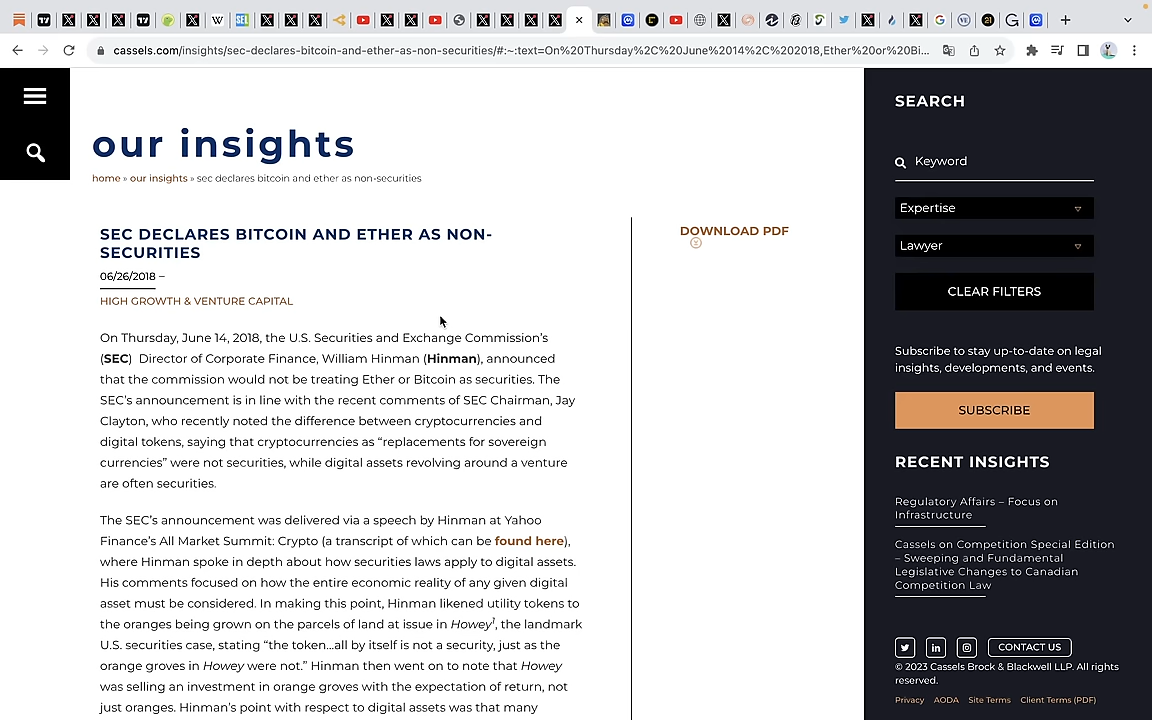 cassels.com/insights/sec-declares-bitcoin-and-ether-as-non-securities/#:~:text=On%20Thursday%2C%20June%2014%2C%202018,Ether%20or%20Bi...
our insights
home » our insights » sec declares bitcoin and ether as non-securities
SEC DECLARES BITCOIN AND ETHER AS NON-
SECURITIES
06/26/2018 –
HIGH GROWTH & VENTURE CAPITAL
On Thursday, June 14, 2018, the U.S. Securities and Exchange Commission's
(SEC) Director of Corporate Finance, William Hinman (Hinman), announced
that the commission would not be treating Ether or Bitcoin as securities. The
SEC's announcement is in line with the recent comments of SEC Chairman, Jay
Clayton, who recently noted the difference between cryptocurrencies and
digital tokens, saying that cryptocurrencies as “replacements for sovereign
currencies” were not securities, while digital assets revolving around a venture
are often securities.
The SEC's announcement was delivered via a speech by Hinman at Yahoo
Finance's All Market Summit: Crypto (a transcript of which can be found here),
where Hinman spoke in depth about how securities laws apply to digital assets.
His comments focused on how the entire economic reality of any given digital
asset must be considered. In making this point, Hinman likened utility tokens to
the oranges being grown on the parcels of land at issue in Howey1, the landmark
U.S. securities case, stating “the token…all by itself is not a security, just as the
orange groves in Howey were not.” Hinman then went on to note that Howey
was selling an investment in orange groves with the expectation of return, not
just oranges. Hinman's point with respect to digital assets was that many
DOWNLOAD PDF
SEARCH
Keyword
Expertise
Lawyer
CLEAR FILTERS
Subscribe to stay up-to-date on legal
insights, developments, and events.
SUBSCRIBE
RECENT INSIGHTS
Regulatory Affairs – Focus on
Infrastructure
Cassels on Competition Special Edition
– Sweeping and Fundamental
Legislative Changes to Canadian
Competition Law
CONTACT US
© 2023 Cassels Brock & Blackwell LLP. All rights
reserved.
Privacy AODA Site Terms Client Terms (PDF)